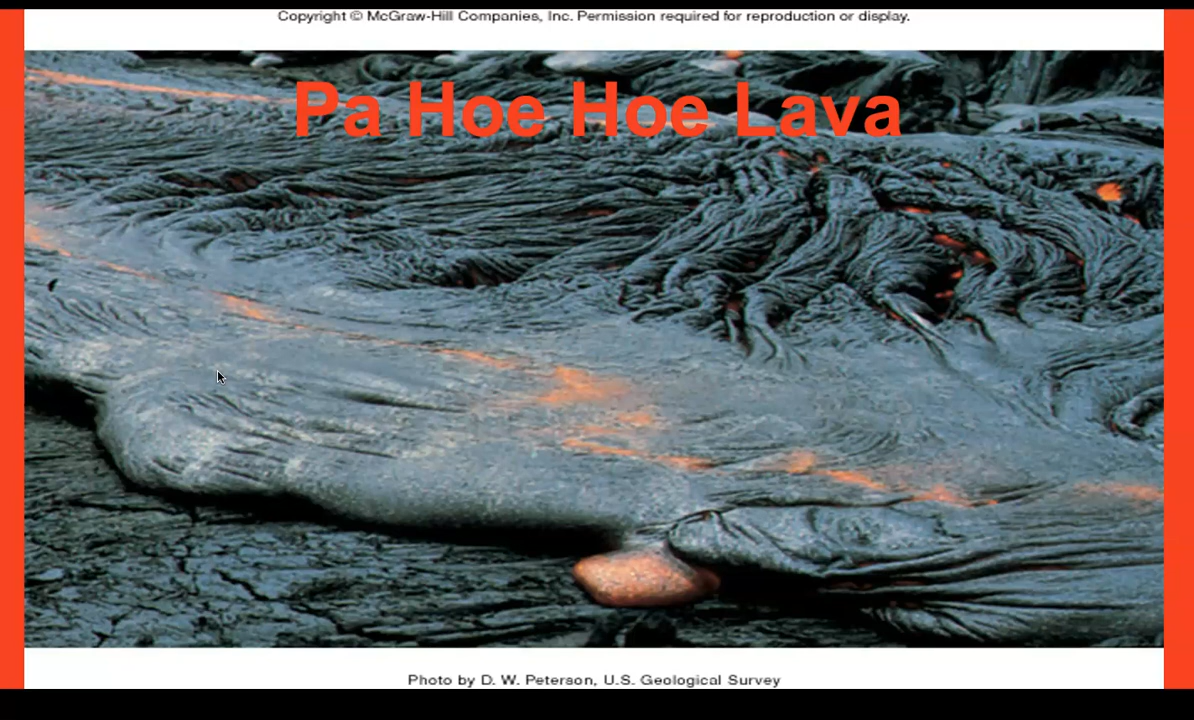 Copyright © McGraw-Hill Companies, Inc. Permission required for reproduction or display.
Pa Hoe Hoe Lava
Photo by D. W. Peterson, U.S. Geological Survey